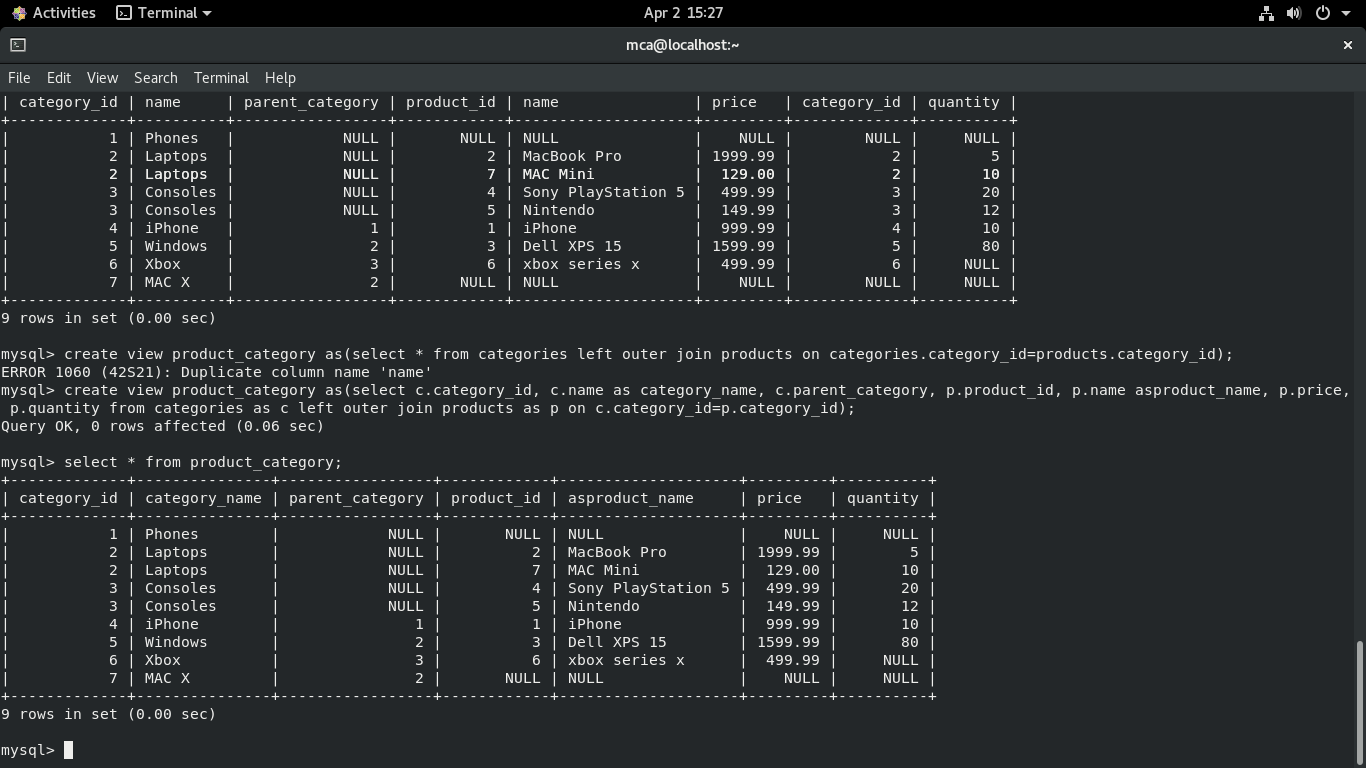 Activities Terminal Apr 2 15:27
mca@localhost:~ ×
File Edit View Search Terminal Help
| category_id | name     | parent_category | product_id | name               | price   | category_id | quantity |
+-------------+----------+-----------------+------------+--------------------+---------+-------------+----------+
|           1 | Phones   |            NULL |       NULL | NULL               |    NULL |        NULL |     NULL |
|           2 | Laptops  |            NULL |          2 | MacBook Pro        | 1999.99 |           2 |        5 |
|           2 | Laptops  |            NULL |          7 | MAC Mini           |  129.00 |           2 |       10 |
|           3 | Consoles |            NULL |          4 | Sony PlayStation 5 |  499.99 |           3 |       20 |
|           3 | Consoles |            NULL |          5 | Nintendo           |  149.99 |           3 |       12 |
|           4 | iPhone   |               1 |          1 | iPhone             |  999.99 |           4 |       10 |
|           5 | Windows  |               2 |          3 | Dell XPS 15        | 1599.99 |           5 |       80 |
|           6 | Xbox     |               3 |          6 | xbox series x      |  499.99 |           6 |     NULL |
|           7 | MAC X    |               2 |       NULL | NULL               |    NULL |        NULL |     NULL |
+-------------+----------+-----------------+------------+--------------------+---------+-------------+----------+
9 rows in set (0.00 sec)
mysql> create view product_category as(select * from categories left outer join products on categories.category_id=products.category_id);
ERROR 1060 (42S21): Duplicate column name 'name'
mysql> create view product_category as(select c.category_id, c.name as category_name, c.parent_category, p.product_id, p.name asproduct_name, p.price,
 p.quantity from categories as c left outer join products as p on c.category_id=p.category_id);
Query OK, 0 rows affected (0.06 sec)
mysql> select * from product_category;
+-------------+---------------+-----------------+------------+--------------------+---------+----------+
| category_id | category_name | parent_category | product_id | asproduct_name     | price   | quantity |
+-------------+---------------+-----------------+------------+--------------------+---------+----------+
|           1 | Phones        |            NULL |       NULL | NULL               |    NULL |     NULL |
|           2 | Laptops       |            NULL |          2 | MacBook Pro        | 1999.99 |        5 |
|           2 | Laptops       |            NULL |          7 | MAC Mini           |  129.00 |       10 |
|           3 | Consoles      |            NULL |          4 | Sony PlayStation 5 |  499.99 |       20 |
|           3 | Consoles      |            NULL |          5 | Nintendo           |  149.99 |       12 |
|           4 | iPhone        |               1 |          1 | iPhone             |  999.99 |       10 |
|           5 | Windows       |               2 |          3 | Dell XPS 15        | 1599.99 |       80 |
|           6 | Xbox          |               3 |          6 | xbox series x      |  499.99 |     NULL |
|           7 | MAC X         |               2 |       NULL | NULL               |    NULL |     NULL |
+-------------+---------------+-----------------+------------+--------------------+---------+----------+
9 rows in set (0.00 sec)
mysql>